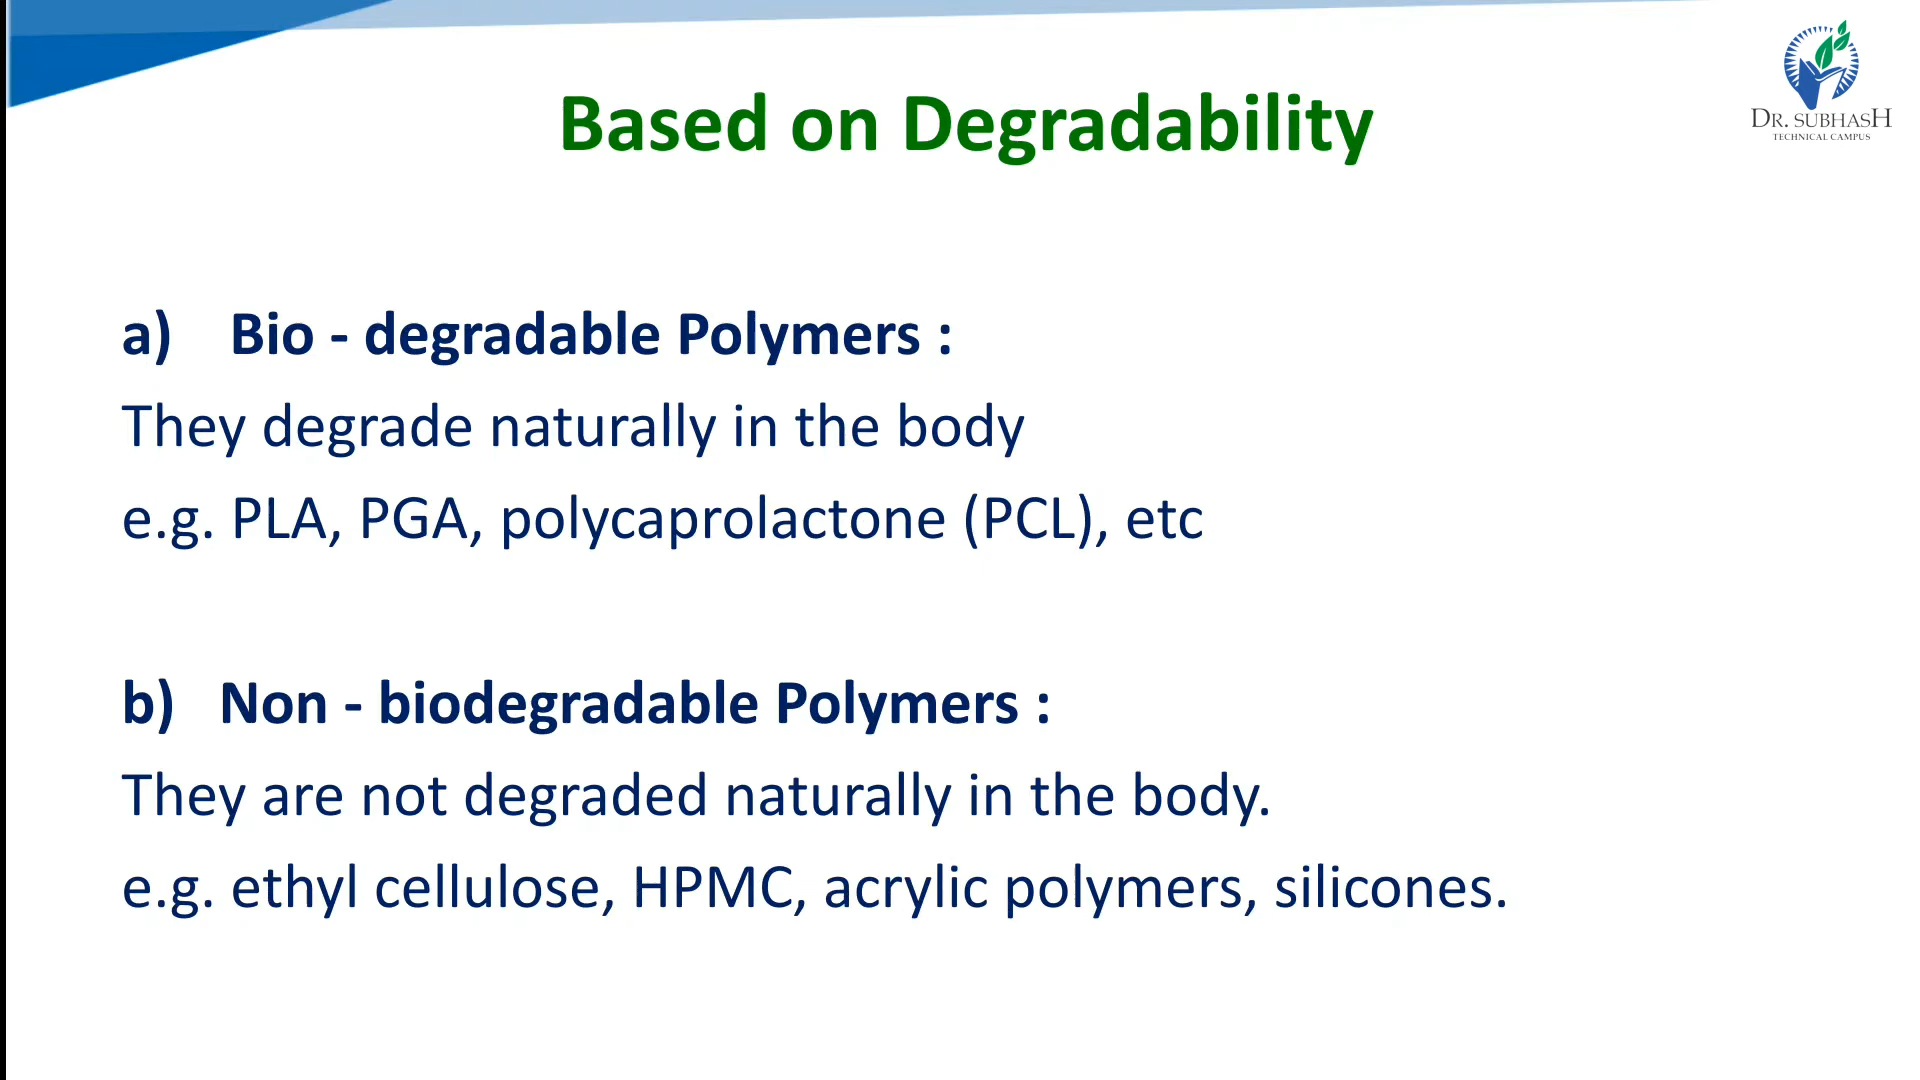 DR. SUBHASH
TECHNICAL CAMPUS
Based on Degradability
a) Bio - degradable Polymers :
They degrade naturally in the body
e.g. PLA, PGA, polycaprolactone (PCL), etc
b) Non - biodegradable Polymers :
They are not degraded naturally in the body.
e.g. ethyl cellulose, HPMC, acrylic polymers, silicones.